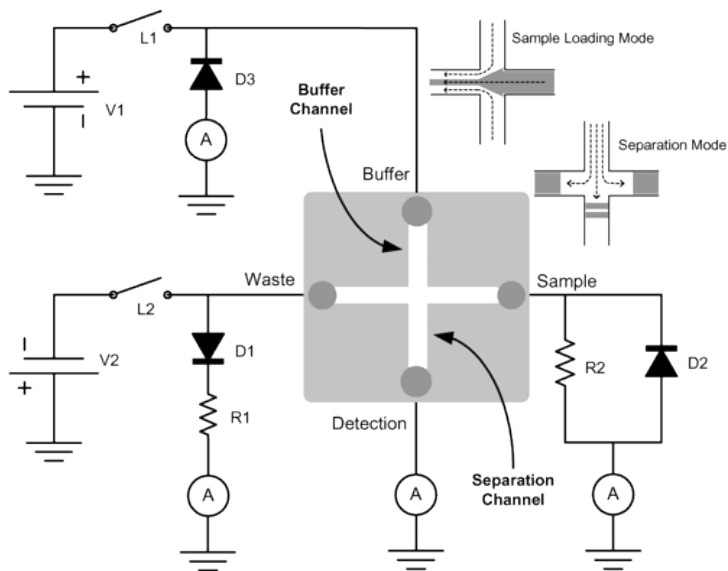 L1
Sample Loading Mode
+
V1
D3
A
Buffer
Channel
Separation Mode
Buffer
Waste
Sample
L2
V2
+
D1
R1
R2
D2
Detection
A
Separation
Channel
A
A